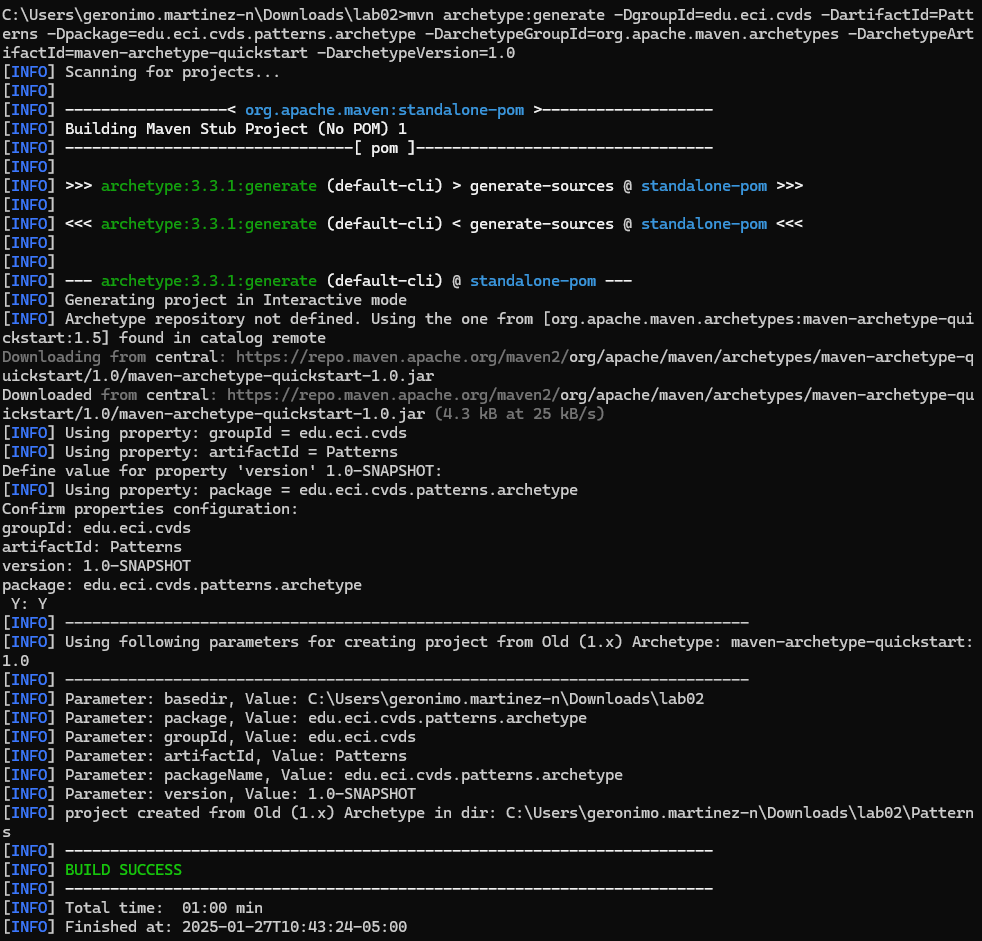 C:\Users\geronimo.martinez-n\Downloads\lab02>mvn archetype:generate -DgroupId=edu.eci.cvds -DartifactId=Patt
erns -Dpackage=edu.eci.cvds.patterns.archetype -DarchetypeGroupId=org.apache.maven.archetypes -DarchetypeArt
ifactId=maven-archetype-quickstart -DarchetypeVersion=1.0
[INFO] Scanning for projects...
[INFO]
[INFO] ------------------< org.apache.maven:standalone-pom >-------------------
[INFO] Building Maven Stub Project (No POM) 1
[INFO] --------------------------------[ pom ]---------------------------------
[INFO]
[INFO] >>> archetype:3.3.1:generate (default-cli) > generate-sources @ standalone-pom >>>
[INFO]
[INFO] <<< archetype:3.3.1:generate (default-cli) < generate-sources @ standalone-pom <<<
[INFO]
[INFO]
[INFO] --- archetype:3.3.1:generate (default-cli) @ standalone-pom ---
[INFO] Generating project in Interactive mode
[INFO] Archetype repository not defined. Using the one from [org.apache.maven.archetypes:maven-archetype-qui
ckstart:1.5] found in catalog remote
Downloading from central: https://repo.maven.apache.org/maven2/org/apache/maven/archetypes/maven-archetype-q
uickstart/1.0/maven-archetype-quickstart-1.0.jar
Downloaded from central: https://repo.maven.apache.org/maven2/org/apache/maven/archetypes/maven-archetype-qu
ickstart/1.0/maven-archetype-quickstart-1.0.jar (4.3 kB at 25 kB/s)
[INFO] Using property: groupId = edu.eci.cvds
[INFO] Using property: artifactId = Patterns
Define value for property 'version' 1.0-SNAPSHOT:
[INFO] Using property: package = edu.eci.cvds.patterns.archetype
Confirm properties configuration:
groupId: edu.eci.cvds
artifactId: Patterns
version: 1.0-SNAPSHOT
package: edu.eci.cvds.patterns.archetype
 Y: Y
[INFO] ----------------------------------------------------------------------------
[INFO] Using following parameters for creating project from Old (1.x) Archetype: maven-archetype-quickstart:
1.0
[INFO] ----------------------------------------------------------------------------
[INFO] Parameter: basedir, Value: C:\Users\geronimo.martinez-n\Downloads\lab02
[INFO] Parameter: package, Value: edu.eci.cvds.patterns.archetype
[INFO] Parameter: groupId, Value: edu.eci.cvds
[INFO] Parameter: artifactId, Value: Patterns
[INFO] Parameter: packageName, Value: edu.eci.cvds.patterns.archetype
[INFO] Parameter: version, Value: 1.0-SNAPSHOT
[INFO] project created from Old (1.x) Archetype in dir: C:\Users\geronimo.martinez-n\Downloads\lab02\Pattern
s
[INFO] ------------------------------------------------------------------------
[INFO] BUILD SUCCESS
[INFO] ------------------------------------------------------------------------
[INFO] Total time:  01:00 min
[INFO] Finished at: 2025-01-27T10:43:24-05:00